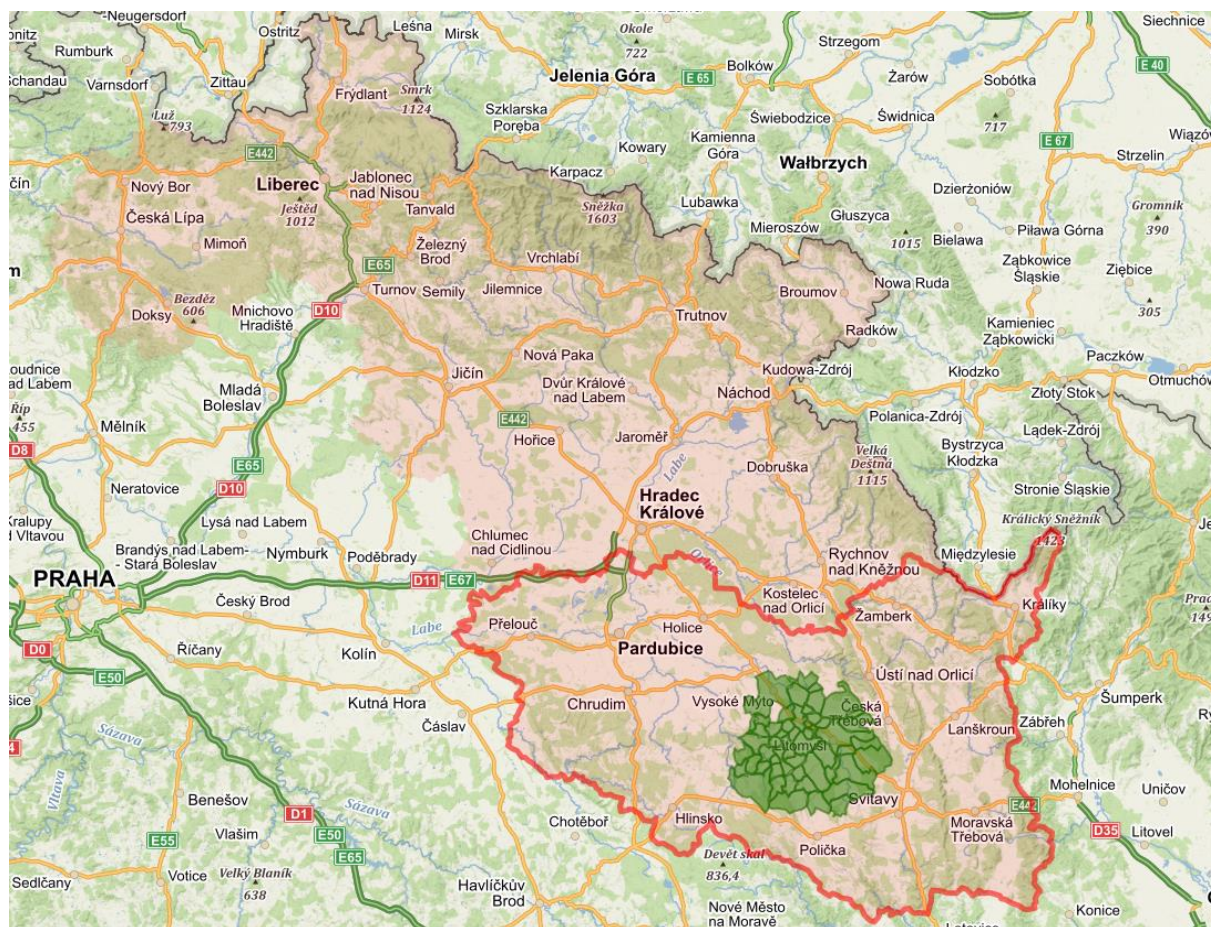 -Neugersdorf
Ostritz
Leśna
Mirsk
Okole
722
Strzegom
Siechnice
Rumburk
Schandau
Varnsdorf
Zittau
Frýdlant
Smrk
1124
Jelenia Góra
E 65
Bolków
Żarów
Sobótka
E 40
Luž
793
Szklarska
Poręba
Świebodzice
Świdnica
717
E442
Kowary
Kamienna
Góra
E 67
Strzelin
Nový Bor
Liberec
Jablonec
nad Nisou
Karpacz
Wałbrzych
Dzierżoniów
Ještěd
1012
Tanvald
Sněžka
1603
Lubawka
Głuszyca
Gromnik
390
Česká Lípa
Mimoň
Železný
Brod
Mieroszów
1015
Bielawa
Piława Górna
E65
Vrchlabí
Ząbkowice
Śląskie
Ziębice
Bezděz
606
Doksy
Turnov
Semily
Jilemnice
Broumov
Nowa Ruda
305
Mnichovo
Hradiště
D10
Trutnov
Radków
Kamieniec
Ząbkowicki
Nová Paka
Paczków
ad Labem
Jičín
Dvůr Králové
nad Labem
Kudowa-Zdrój
Kłodzko
Otmuchów
Mladá
Boleslav
Náchod
Złoty Stok
Říp
455
Mělník
E442
Hořice
Jaroměř
Polanica-Zdrój
Bystrzyca
Kłodzka
Lądek-Zdrój
D8
E65
Labe
Velká
Deštná
1115
Dobruška
D10
Neratovice
Stronie Śląskie
Hradec
Králové
Králický Sněžník
1423
Kralupy
Lysá nad Labem
Chlumec
nad Cidlinou
Brandýs nad Labem-
- Stará Boleslav
Nymburk
Poděbrady
Orlice
Rychnov
nad Kněžnou
Międzylesie
PRAHA
D11
E67
Kostelec
nad Orlicí
Králíky
Český Brod
Labe
Přelouč
Holice
Žamberk
D0
Říčany
Kolín
Pardubice
E50
Ústí nad Orlicí
Kutná Hora
Chrudim
Vysoké Mýto
Šumperk
Čáslav
Česká
Třebová
Lanškroun
Zábřeh
Sázava
Litomyšl
Vltava
Benešov
Sázava
Svitavy
E442
Mohelnice
Uničov
D1
E50
Chotěboř
Hlinsko
Moravská
Třebová
D35
Litovel
E55
Vlašim
E65
Polička
Devět skal
836,4
Sedlčany
Votice
Velký Blaník
638
Havlíčkův
Brod
Nové Město
na Moravě
Konice